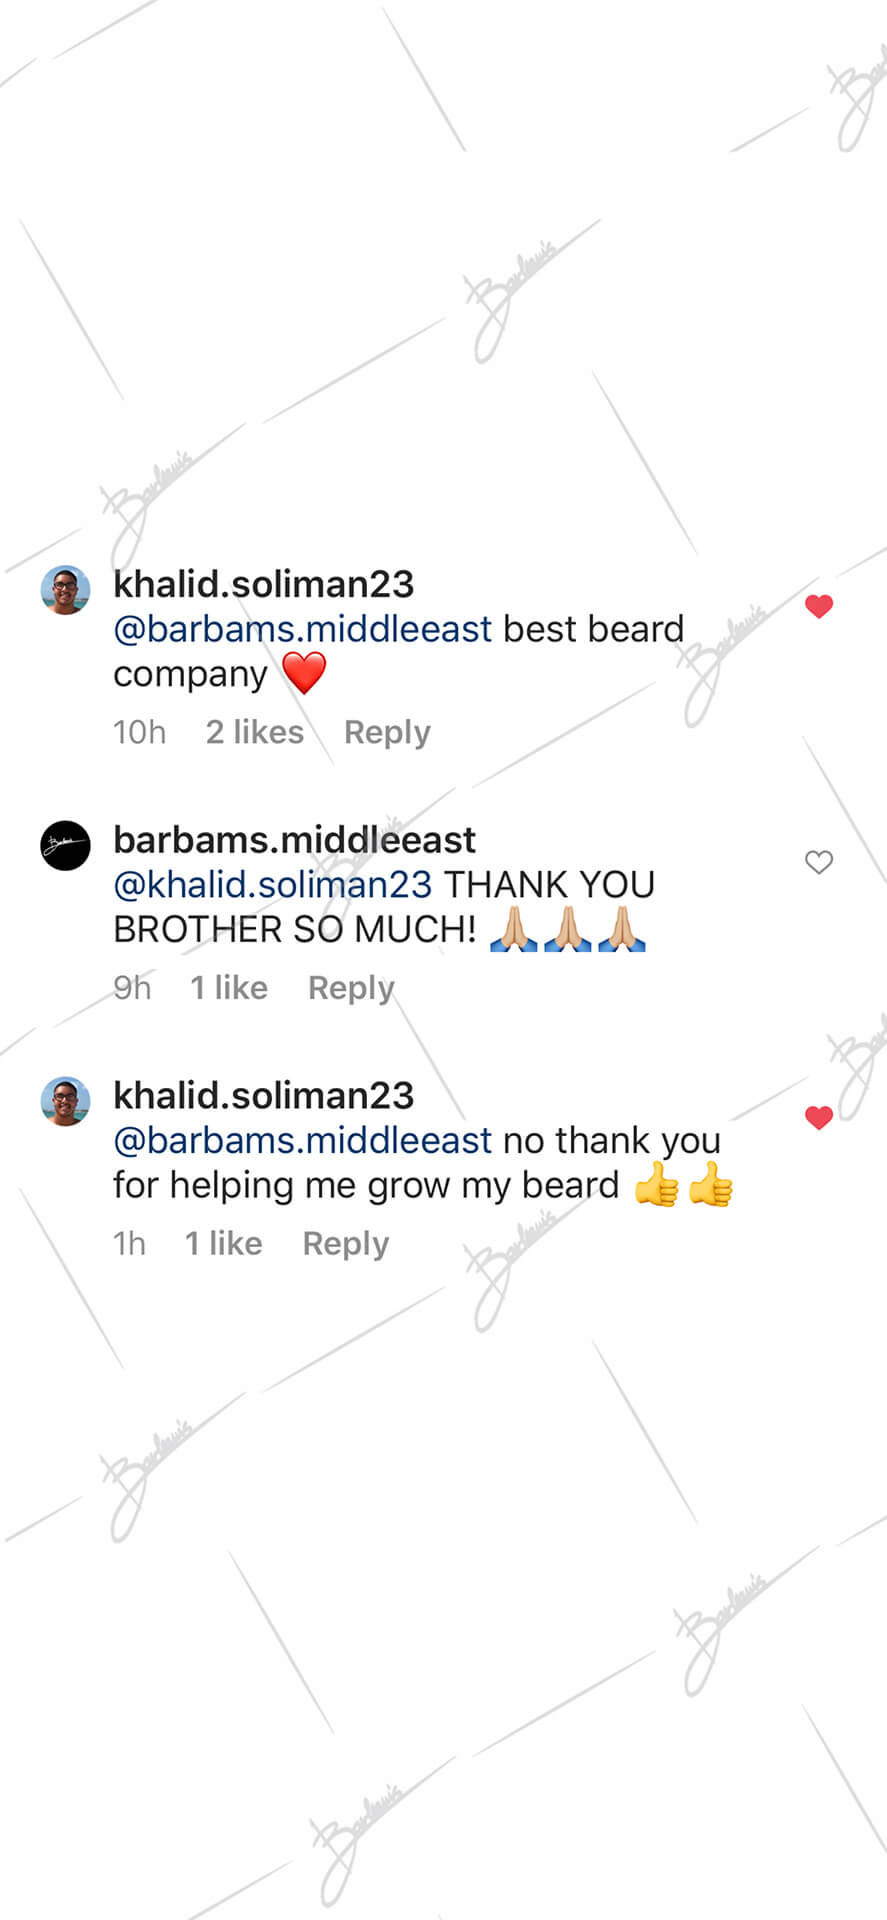 khalid.soliman23
@barbams.middleeast best beard
company ❤️
10h 2 likes Reply
barbams.middleeast
@khalid.soliman23 THANK YOU
BROTHER SO MUCH! 🙏🏼🙏🏼🙏🏼
9h 1 like Reply
khalid.soliman23
@barbams.middleeast no thank you
for helping me grow my beard 👍👍
1h 1 like Reply